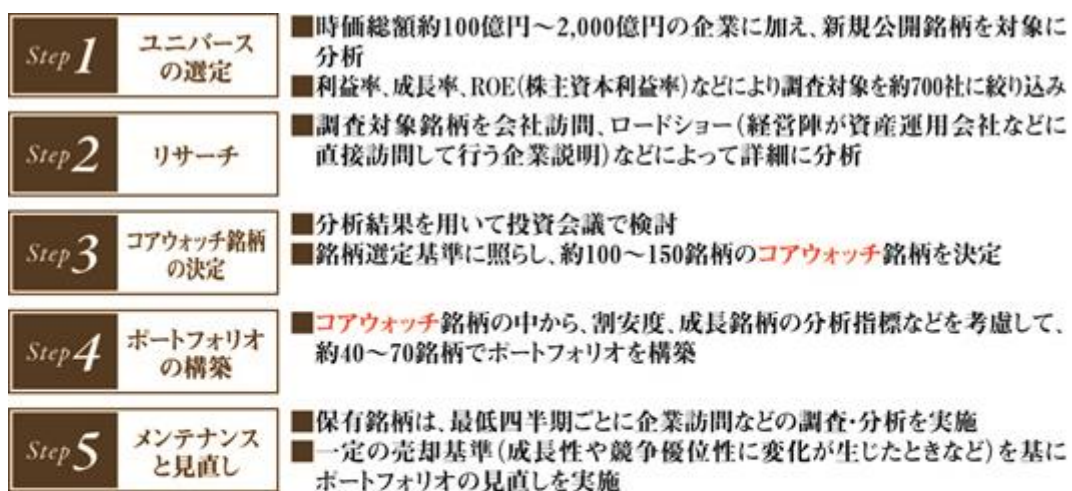 Step 1
ユニバース
の選定
■時価総額約100億円～2,000億円の企業に加え、新規公開銘柄を対象に
分析
■利益率、成長率、ROE(株主資本利益率)などにより調査対象を約700社に絞り込み
Step 2
リサーチ
■調査対象銘柄を会社訪問、ロードショー(経営陣が資産運用会社などに
直接訪問して行う企業説明)などによって詳細に分析
Step 3
コアウォッチ銘柄
の決定
■分析結果を用いて投資会議で検討
■銘柄選定基準に照らし、約100～150銘柄のコアウォッチ銘柄を決定
Step 4
ポートフォリオ
の構築
■コアウォッチ銘柄の中から、割安度、成長銘柄の分析指標などを考慮して、
約40～70銘柄でポートフォリオを構築
Step 5
メンテナンス
と見直し
■保有銘柄は、最低四半期ごとに企業訪問などの調査・分析を実施
■一定の売却基準(成長性や競争優位性に変化が生じたときなど)を基に
ポートフォリオの見直しを実施